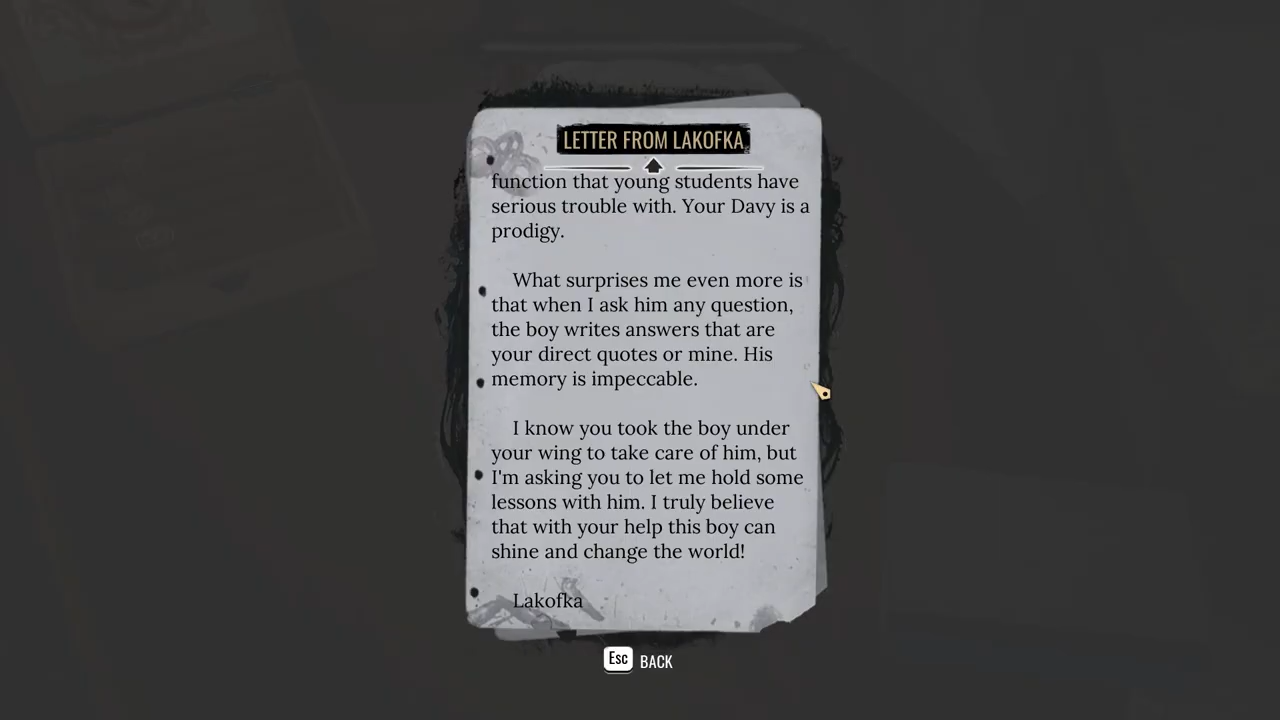 LETTER FROM LAKOFKA
function that young students have
serious trouble with. Your Davy is a
prodigy.
What surprises me even more is
that when I ask him any question,
the boy writes answers that are
your direct quotes or mine. His
memory is impeccable.
I know you took the boy under
your wing to take care of him, but
I'm asking you to let me hold some
lessons with him. I truly believe
that with your help this boy can
shine and change the world!
Lakofka
Esc BACK